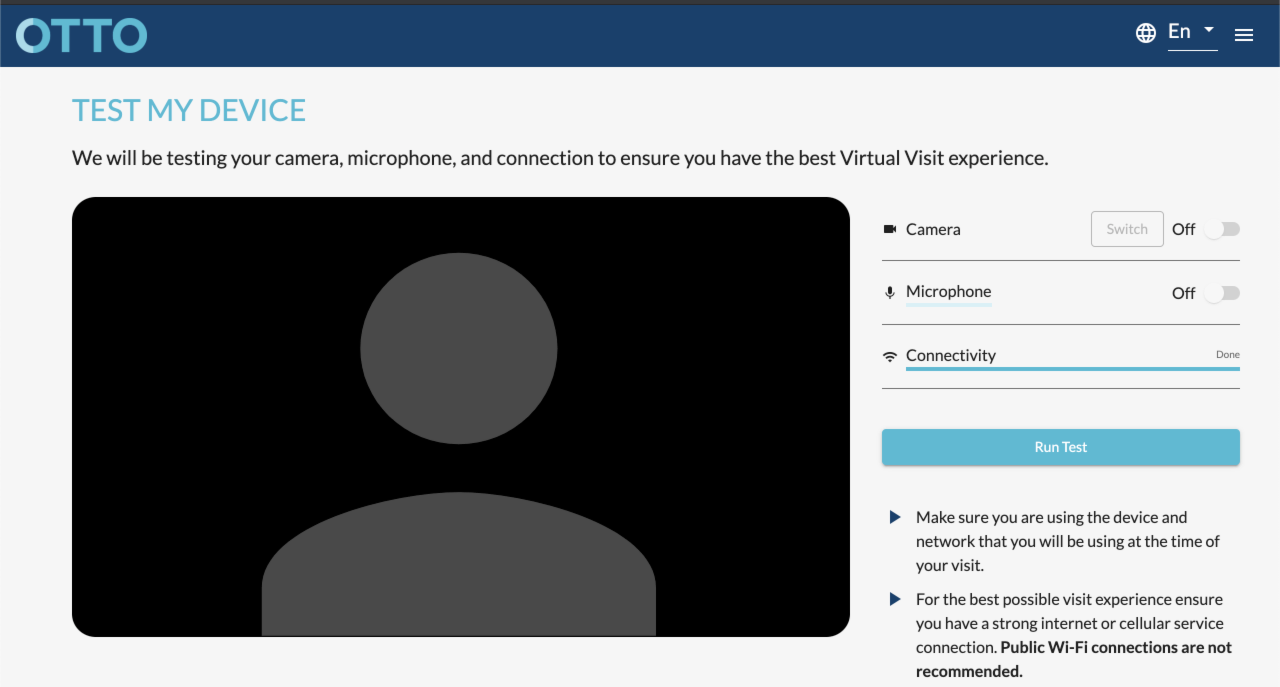 OTTO
En
TEST MY DEVICE
We will be testing your camera, microphone, and connection to ensure you have the best Virtual Visit experience.
Camera
Switch
Off
Microphone
Off
Connectivity
Done
Run Test
Make sure you are using the device and
network that you will be using at the time of
your visit.
For the best possible visit experience ensure
you have a strong internet or cellular service
connection. Public Wi-Fi connections are not
recommended.